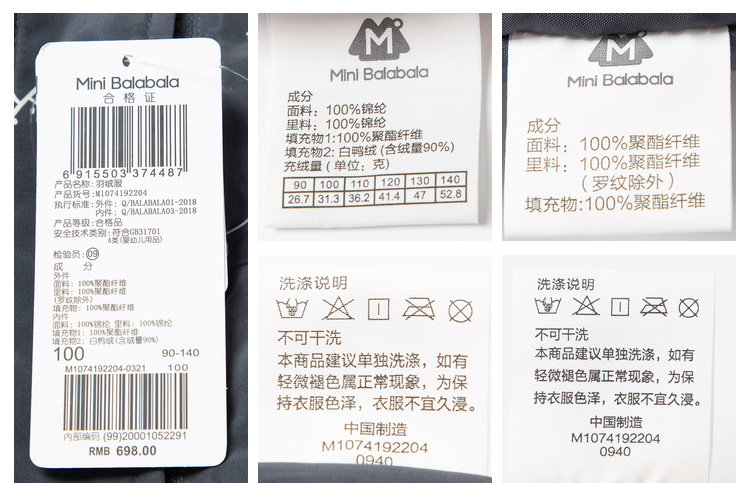 Mini Balabala
合格证
6 915503 374487
产品名称: 羽绒服
产品货号: M1074192204
执行标准: 外件: Q/BALABALA01-2018
内件: Q/BALABALA03-2018
产品等级: 合格品
安全技术类别: 符合GB31701
A类(婴幼儿用品)
检验员: 09
成 分
外件
面料: 100%聚酯纤维
里料: 100%聚酯纤维
(罗纹除外)
填充物: 100%聚酯纤维
内件
面料: 100%锦纶 里料: 100%锦纶
填充物1: 100%聚酯纤维
填充物2: 白鸭绒(含绒量90%)
100 90-140
M1074192204-0321 100
内部编码 (99)20001052291
RMB 698.00
M
Mini Balabala
成分
面料: 100%锦纶
里料: 100%锦纶
填充物1: 100%聚酯纤维
填充物2: 白鸭绒(含绒量90%)
充绒量(单位: 克)
90 100 110 120 130 140
26.7 31.3 36.2 41.4 47 52.8
M
Mini Balabala
成分
面料: 100%聚酯纤维
里料: 100%聚酯纤维
(罗纹除外)
填充物:100%聚酯纤维
洗涤说明
不可干洗
本商品建议单独洗涤，如有
轻微褪色属正常现象，为保
持衣服色泽，衣服不宜久浸。
中国制造
M1074192204
0940
洗涤说明
不可干洗
本商品建议单独洗涤，如有
轻微褪色属正常现象，为保
持衣服色泽，衣服不宜久浸。
中国制造
M1074192204
0940